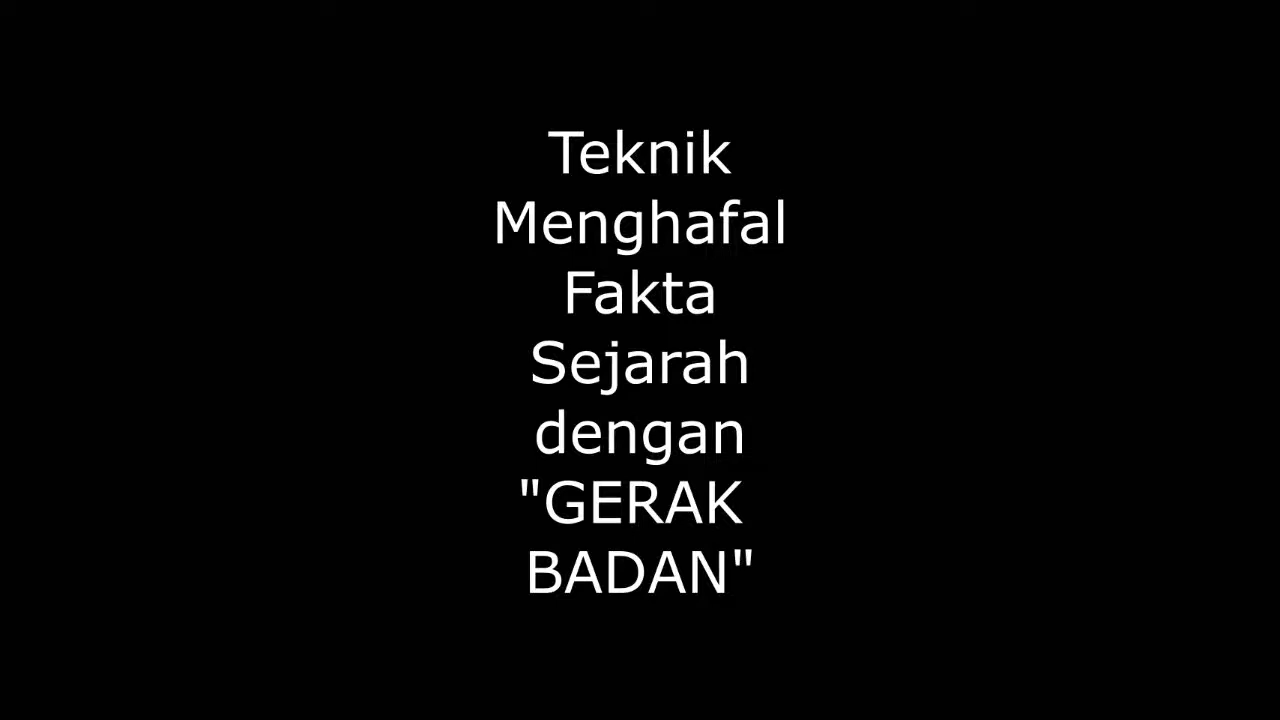 Teknik
Menghafal
Fakta
Sejarah
dengan
"GERAK
BADAN"